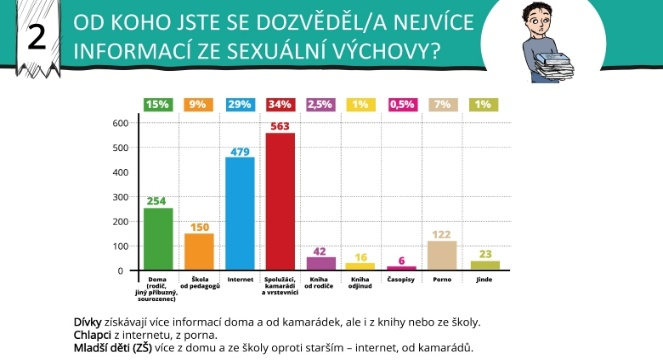 2
OD KOHO JSTE SE DOZVĚDĚL/A NEJVÍCE
INFORMACÍ ZE SEXUÁLNÍ VÝCHOVY?
15% 9% 29% 34% 2,5% 1% 0,5% 7% 1%
600
500
400
300
200
100
0
254 150 479 563 42 16 6 122 23
Doma
(rodič,
jiný příbuzný,
sourozenec)
Škola
od pedagogů
Internet
Spolužáci,
kamarádi
a vrstevníci
Kniha
od rodiče
Kniha
odjinud
Časopisy
Porno
Jinde
Dívky získávají více informací doma a od kamarádek, ale i z knihy nebo ze školy.
Chlapci z internetu, z porna.
Mladší děti (ZŠ) více z domu a ze školy oproti starším – internet, od kamarádů.